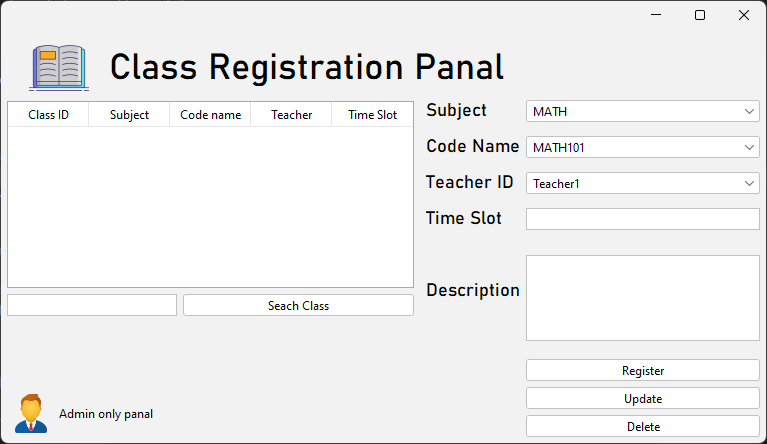 Class Registration Panal
Class ID Subject Code name Teacher Time Slot
Seach Class
Subject MATH
Code Name MATH101
Teacher ID Teacher1
Time Slot
Description
Register
Update
Delete
Admin only panal